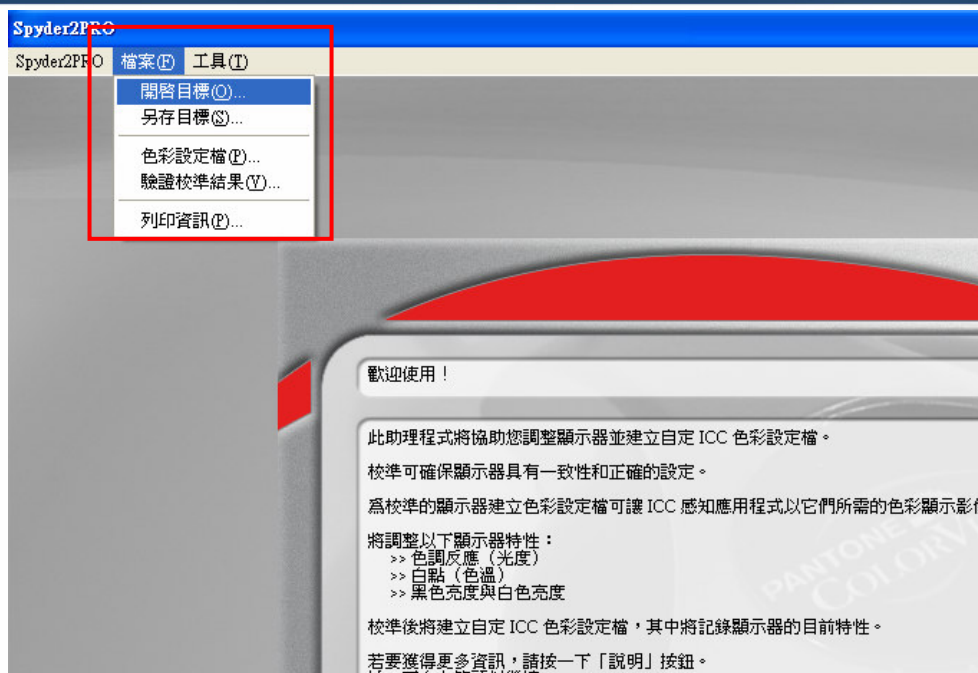 Spyder2PRO
Spyder2PRO 檔案(F) 工具(T)
開啓目標(O)...
另存目標(S)...
色彩設定檔(P)...
驗證校準結果(V)...
列印資訊(P)...
歡迎使用！
此助理程式將協助您調整顯示器並建立自定 ICC 色彩設定檔。
校準可確保顯示器具有一致性和正確的設定。
爲校準的顯示器建立色彩設定檔可讓 ICC 感知應用程式以它們所需的色彩顯示影
將調整以下顯示器特性：
>> 色調反應（光度）
>> 白點（色溫）
>> 黑色亮度與白色亮度
校準後將建立自定 ICC 色彩設定檔，其中將記錄顯示器的目前特性。
若要獲得更多資訊，請按一下「說明」按鈕。
PANTONE
COLORV